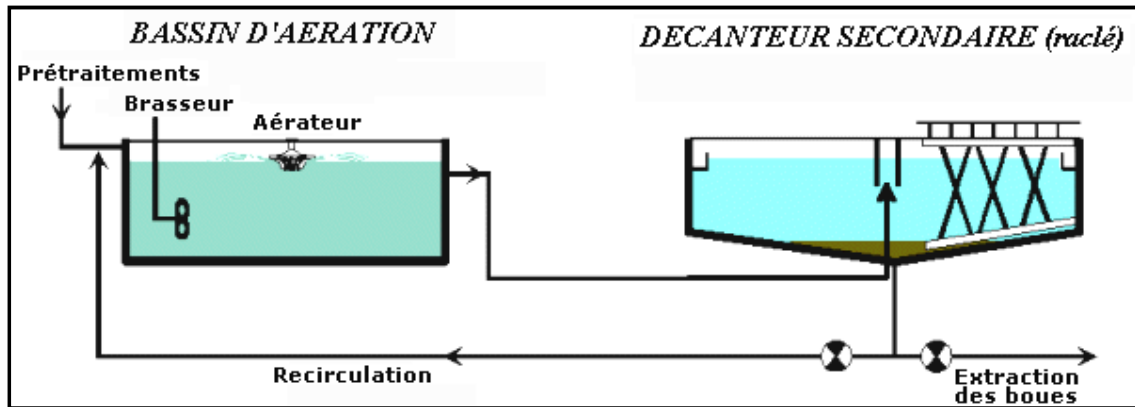 BASSIN D'AERATION
DECANTEUR SECONDAIRE (raclé)
Prétraitements
Brasseur
Aérateur
Recirculation
Extraction
des boues